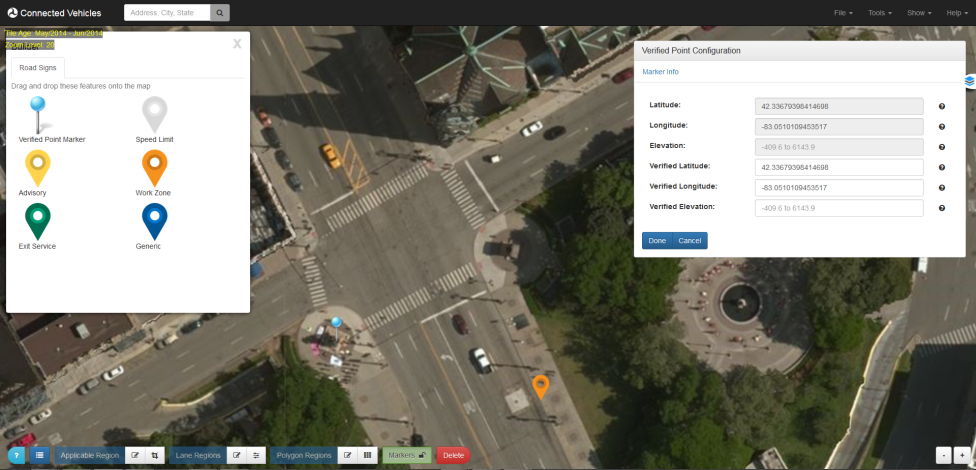 Connected Vehicles
Address, City, State
File
Tools
Show
Help
Tile Age: May/2014 - Jun/2014
Zoom Level: 20
X
Road Signs
Drag and drop these features onto the map
Verified Point Marker
Speed Limit
Advisory
Work Zone
Exit Service
Generic
Verified Point Configuration
Marker Info
Latitude:
42.33679398414698
?
Longitude:
-83.0510109453517
?
Elevation:
-409.6 to 6143.9
?
Verified Latitude:
42.33679398414698
?
Verified Longitude:
-83.0510109453517
?
Verified Elevation:
-409.6 to 6143.9
?
Done
Cancel
?
Applicable Region
Lane Regions
Polygon Regions
Markers
Delete
-
+